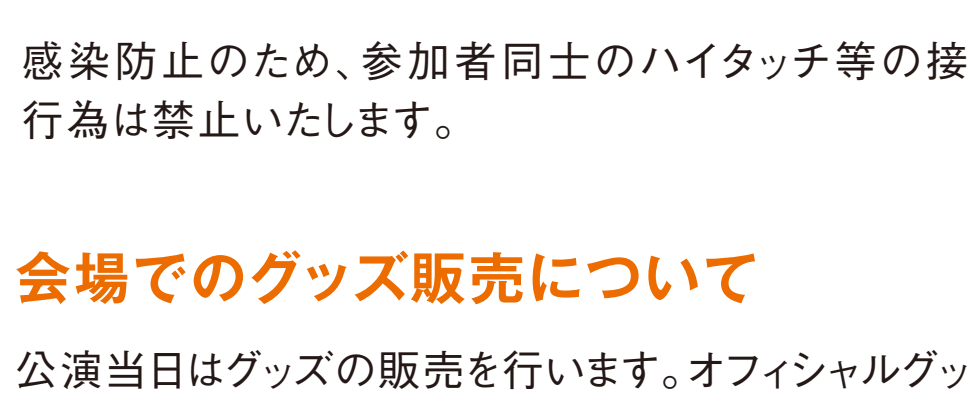 感染防止のため、参加者同士のハイタッチ等の接
行為は禁止いたします。
会場でのグッズ販売について
公演当日はグッズの販売を行います。オフィシャルグッ